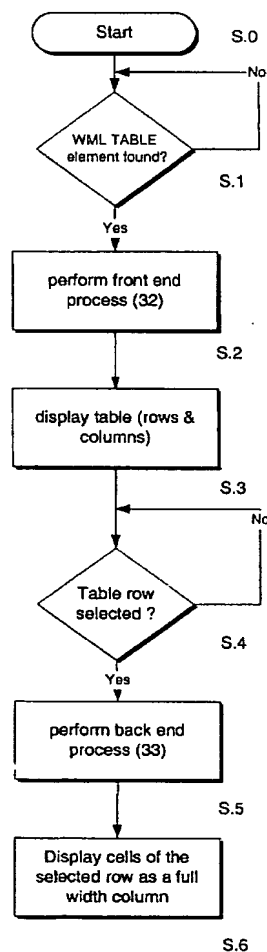 Start
S.0
No
WML TABLE
element found?
S.1
Yes
perform front end
process (32)
S.2
display table (rows &
columns)
S.3
No
Table row
selected ?
S.4
Yes
perform back end
process (33)
S.5
Display cells of the
selected row as a full
width column
S.6